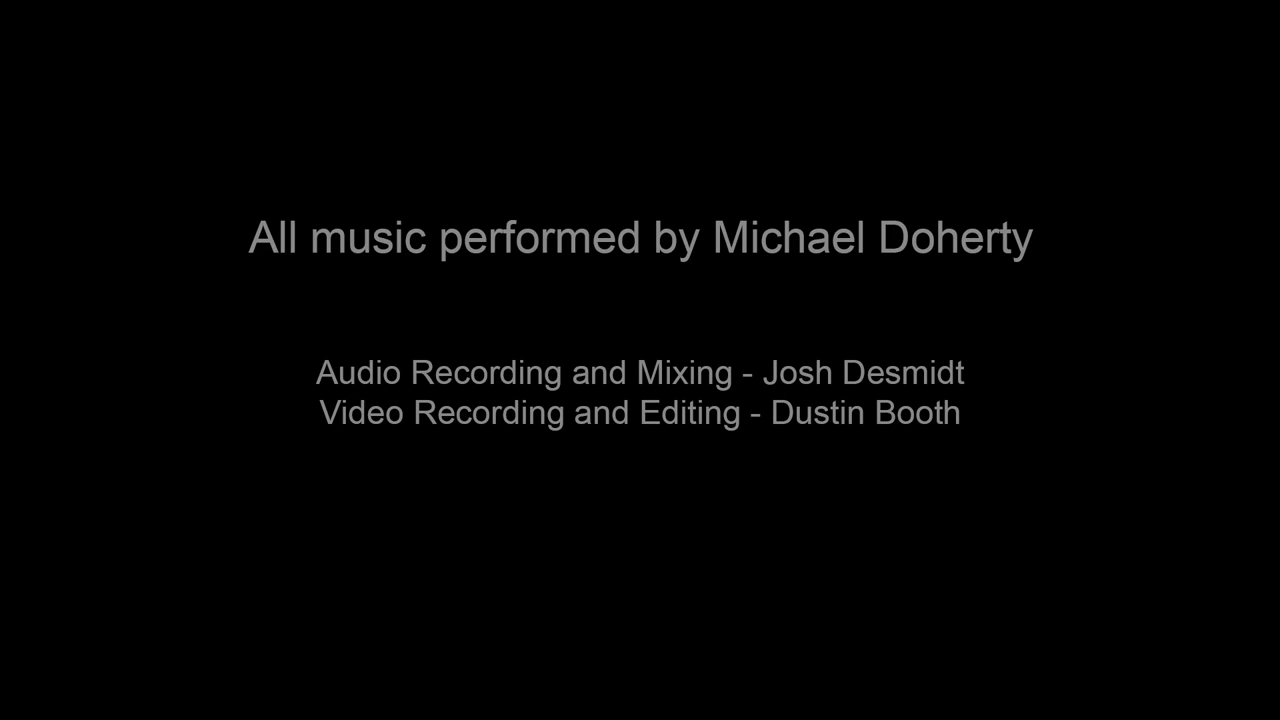 All music performed by Michael Doherty
Audio Recording and Mixing - Josh Desmidt
Video Recording and Editing - Dustin Booth